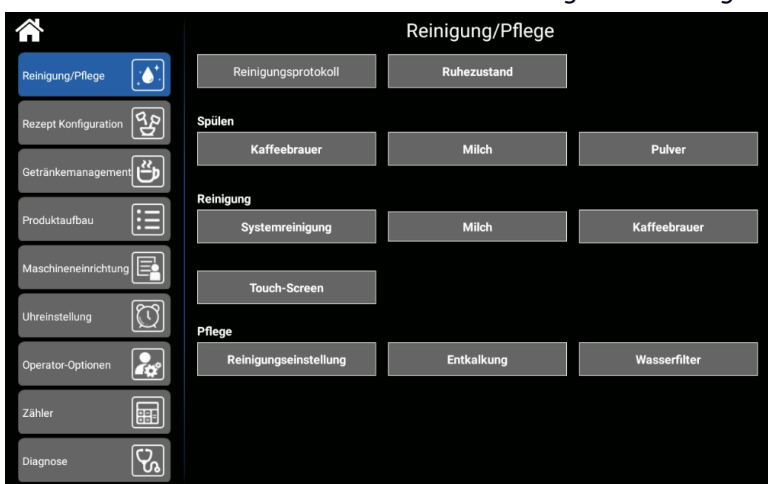 Reinigung/Pflege
Reinigung/Pflege
Reinigungsprotokoll
Ruhezustand
Rezept Konfiguration
Spülen
Kaffeebrauer
Milch
Pulver
Getränkemanagement
Reinigung
Produktaufbau
Systemreinigung
Milch
Kaffeebrauer
Maschineneinrichtung
Touch-Screen
Uhreinstellung
Pflege
Operator-Optionen
Reinigungseinstellung
Entkalkung
Wasserfilter
Zähler
Diagnose